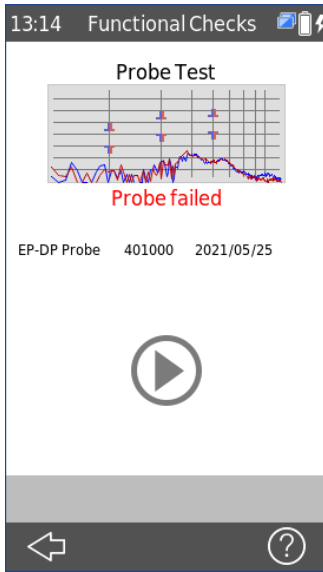 13:14 Functional Checks
Probe Test
Probe failed
EP-DP Probe 401000 2021/05/25
?